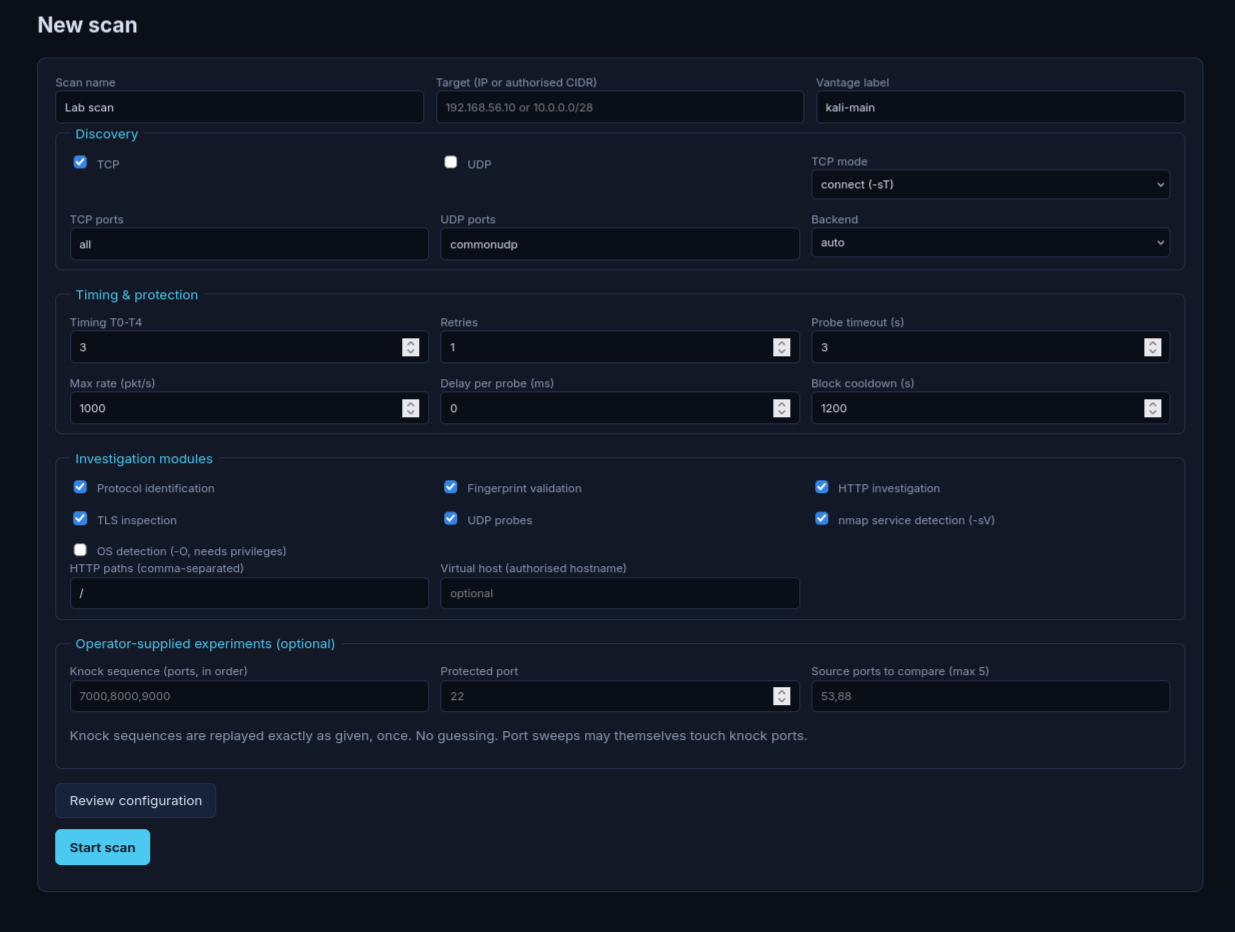 New scan
Scan name
Target (IP or authorised CIDR)
Vantage label
Lab scan
192.168.56.10 or 10.0.0.0/28
kali-main
Discovery
TCP
UDP
TCP mode
connect (-sT)
TCP ports
UDP ports
Backend
all
commonudp
auto
Timing & protection
Timing T0-T4
Retries
Probe timeout (s)
3
1
3
Max rate (pkt/s)
Delay per probe (ms)
Block cooldown (s)
1000
0
1200
Investigation modules
Protocol identification
Fingerprint validation
HTTP investigation
TLS inspection
UDP probes
nmap service detection (-sV)
OS detection (-O, needs privileges)
HTTP paths (comma-separated)
Virtual host (authorised hostname)
/
optional
Operator-supplied experiments (optional)
Knock sequence (ports, in order)
Protected port
Source ports to compare (max 5)
7000,8000,9000
22
53,88
Knock sequences are replayed exactly as given, once. No guessing. Port sweeps may themselves touch knock ports.
Review configuration
Start scan